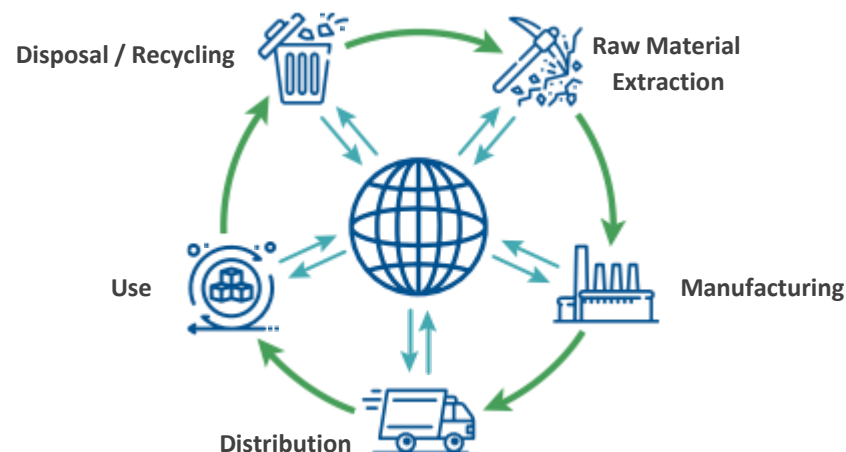 Disposal / Recycling
Raw Material
Extraction
Use
Manufacturing
Distribution